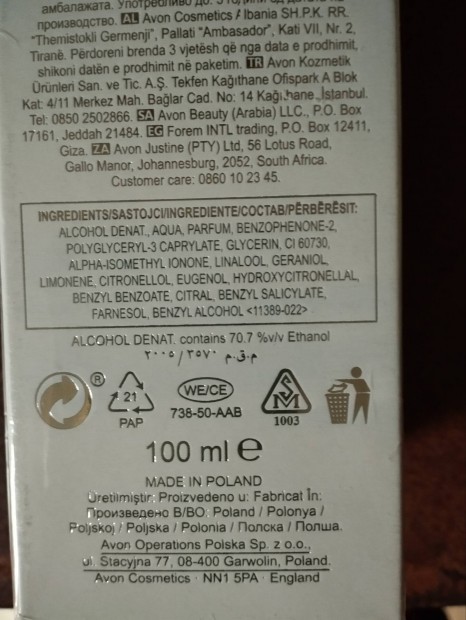 амбалажата. Употребливо до:
производство. AL Avon Cosmetics Albania SH.P.K. RR.
"Themistokli Germenji", Pallati "Ambasador", Kati VII, Nr. 2,
Tiranë. Përdoreni brenda 3 vjetësh që nga data e prodhimit,
shikoni datën e prodhimit në paketim. TR Avon Kozmetik
Ürünleri San. ve Tic. A.Ş. Tekfen Kağıthane Ofispark A Blok
Kat: 4/11 Merkez Mah. Bağlar Cad. No: 14 Kağıthane, İstanbul.
Tel: 0850 2502866. SA Avon Beauty (Arabia) LLC., P.O. Box
17161, Jeddah 21484. EG Forem INTL trading, P.O. Box 12411,
Giza. ZA Avon Justine (PTY) Ltd, 56 Lotus Road,
Gallo Manor, Johannesburg, 2052, South Africa.
Customer care: 0860 10 23 45.
INGREDIENTS/SASTOJCI/INGREDIENTE/СОСТАВ/PËRBËRËSIT:
ALCOHOL DENAT., AQUA, PARFUM, BENZOPHENONE-2,
POLYGLYCERYL-3 CAPRYLATE, GLYCERIN, CI 60730,
ALPHA-ISOMETHYL IONONE, LINALOOL, GERANIOL,
LIMONENE, CITRONELLOL, EUGENOL, HYDROXYCITRONELLAL,
BENZYL BENZOATE, CITRAL, BENZYL SALICYLATE,
FARNESOL, BENZYL ALCOHOL <11389-022>
ALCOHOL DENAT. contains 70.7 %v/v Ethanol
م.ق.م ٣٥٧٠ / ٢٠٠٥
®
21
PAP
WE/CE
738-50-AAB
SM
1003
100 ml ℮
MADE IN POLAND
Üretilmiştir: Proizvedeno u: Fabricat în:
Произведено В/ВО: Poland / Polonya /
Poljskoj / Poljska / Polonia / Полска / Полша.
Avon Operations Polska Sp. z o.o.,
ul. Stacyjna 77, 08-400 Garwolin, Poland.
Avon Cosmetics · NN1 5PA · England